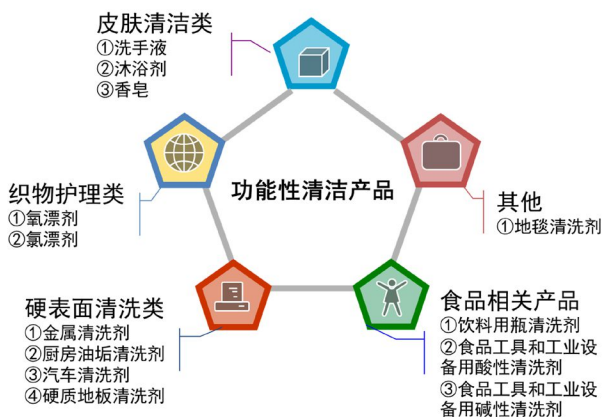 皮肤清洁类
①洗手液
②沐浴剂
③香皂
织物护理类
①氧漂剂
②氯漂剂
功能性清洁产品
其他
①地毯清洗剂
硬表面清洗类
①金属清洗剂
②厨房油垢清洗剂
③汽车清洗剂
④硬质地板清洗剂
食品相关产品
①饮料用瓶清洗剂
②食品工具和工业设
备用酸性清洗剂
③食品工具和工业设
备用碱性清洗剂